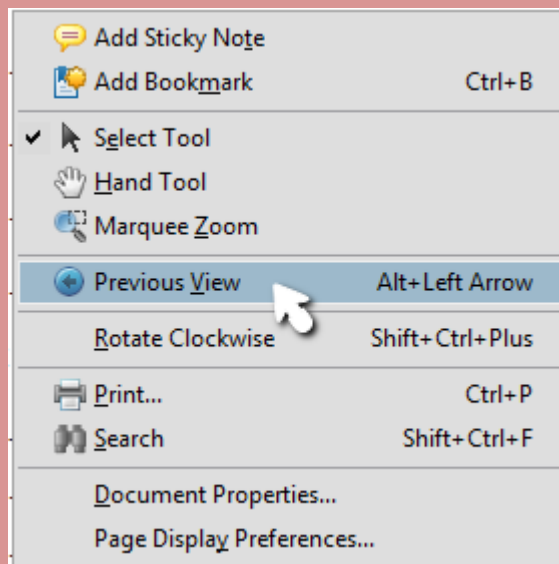 Add Sticky Note
Add Bookmark Ctrl+B
Select Tool
Hand Tool
Marquee Zoom
Previous View Alt+Left Arrow
Rotate Clockwise Shift+Ctrl+Plus
Print... Ctrl+P
Search Shift+Ctrl+F
Document Properties...
Page Display Preferences...